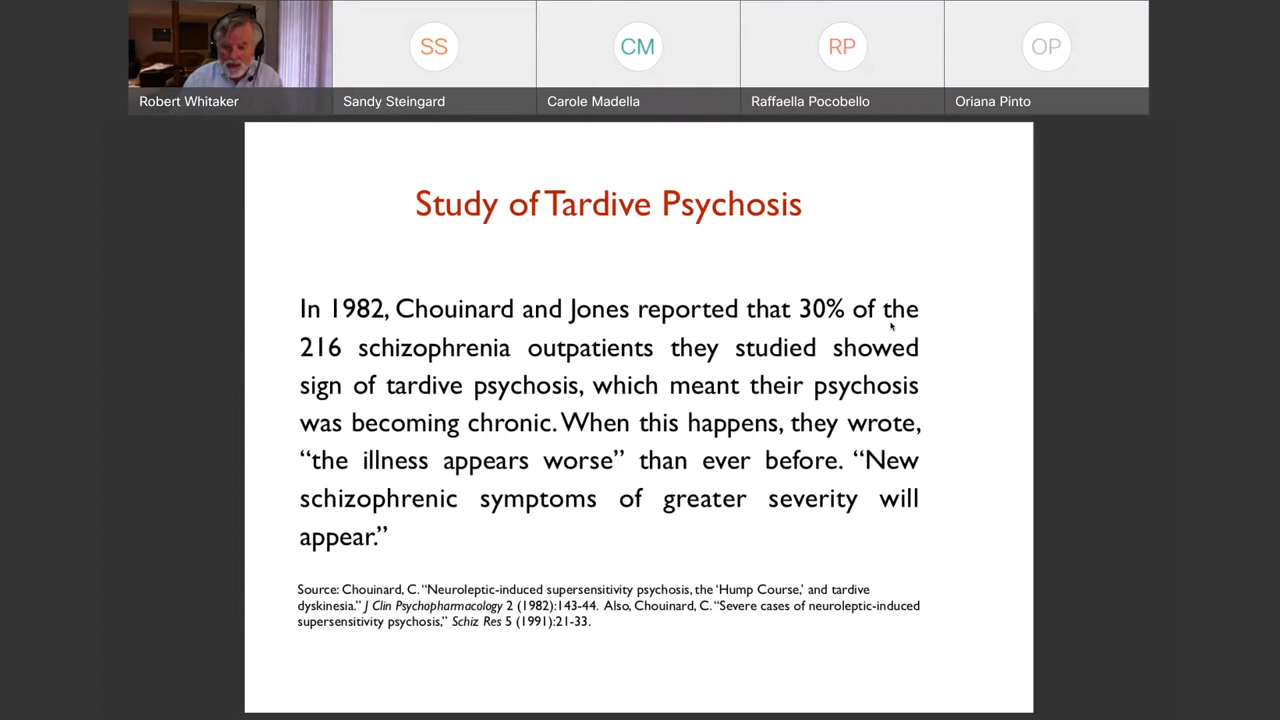 SS
CM
RP
OP
Robert Whitaker
Sandy Steingard
Carole Madella
Raffaella Pocobello
Oriana Pinto
Study of Tardive Psychosis
In 1982, Chouinard and Jones reported that 30% of the
216 schizophrenia outpatients they studied showed
sign of tardive psychosis, which meant their psychosis
was becoming chronic. When this happens, they wrote,
“the illness appears worse” than ever before. “New
schizophrenic symptoms of greater severity will
appear.”
Source: Chouinard, C. “Neuroleptic-induced supersensitivity psychosis, the ‘Hump Course,’ and tardive
dyskinesia.” J Clin Psychopharmacology 2 (1982):143-44. Also, Chouinard, C. “Severe cases of neuroleptic-induced
supersensitivity psychosis,” Schiz Res 5 (1991):21-33.